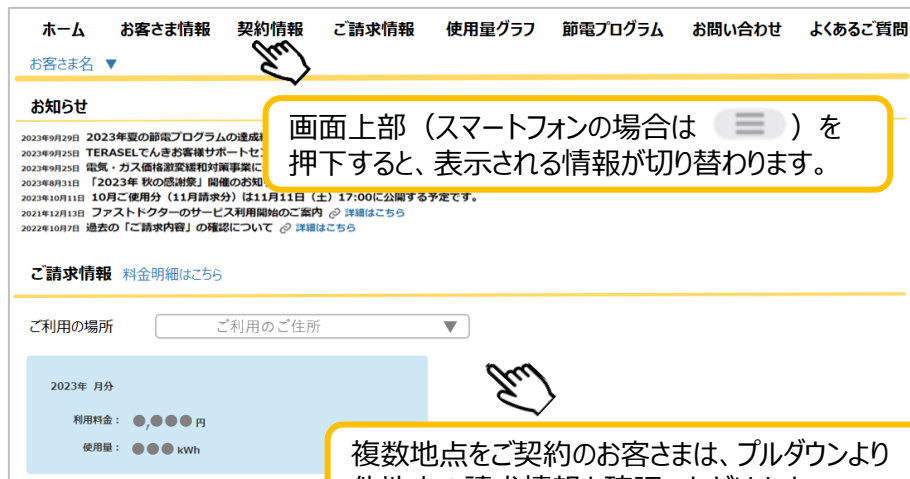 ホーム お客さま情報 契約情報 ご請求情報 使用量グラフ 節電プログラム お問い合わせ よくあるご質問
お客さま名 ▼
お知らせ
2023年9月29日 2023年夏の節電プログラムの達成
2023年9月25日 TERASELでんきお客様サポートセ
2023年9月25日 電気・ガス価格激変緩和対策事業に
2023年8月31日 「2023年 秋の感謝祭」開催のお知
2023年10月11日 10月ご使用分（11月請求分）は11月11日（土）17:00に公開する予定です。
2021年12月13日 ファストドクターのサービス利用開始のご案内 詳細はこちら
2022年10月7日 過去の「ご請求内容」の確認について 詳細はこちら
画面上部（スマートフォンの場合は ☰ ）を
押下すると、表示される情報が切り替わります。
ご請求情報 料金明細はこちら
ご利用の場所 ご利用のご住所 ▼
2023年 月分
利用料金： ●,●●● 円
使用量： ●●● kWh
複数地点をご契約のお客さまは、プルダウンより